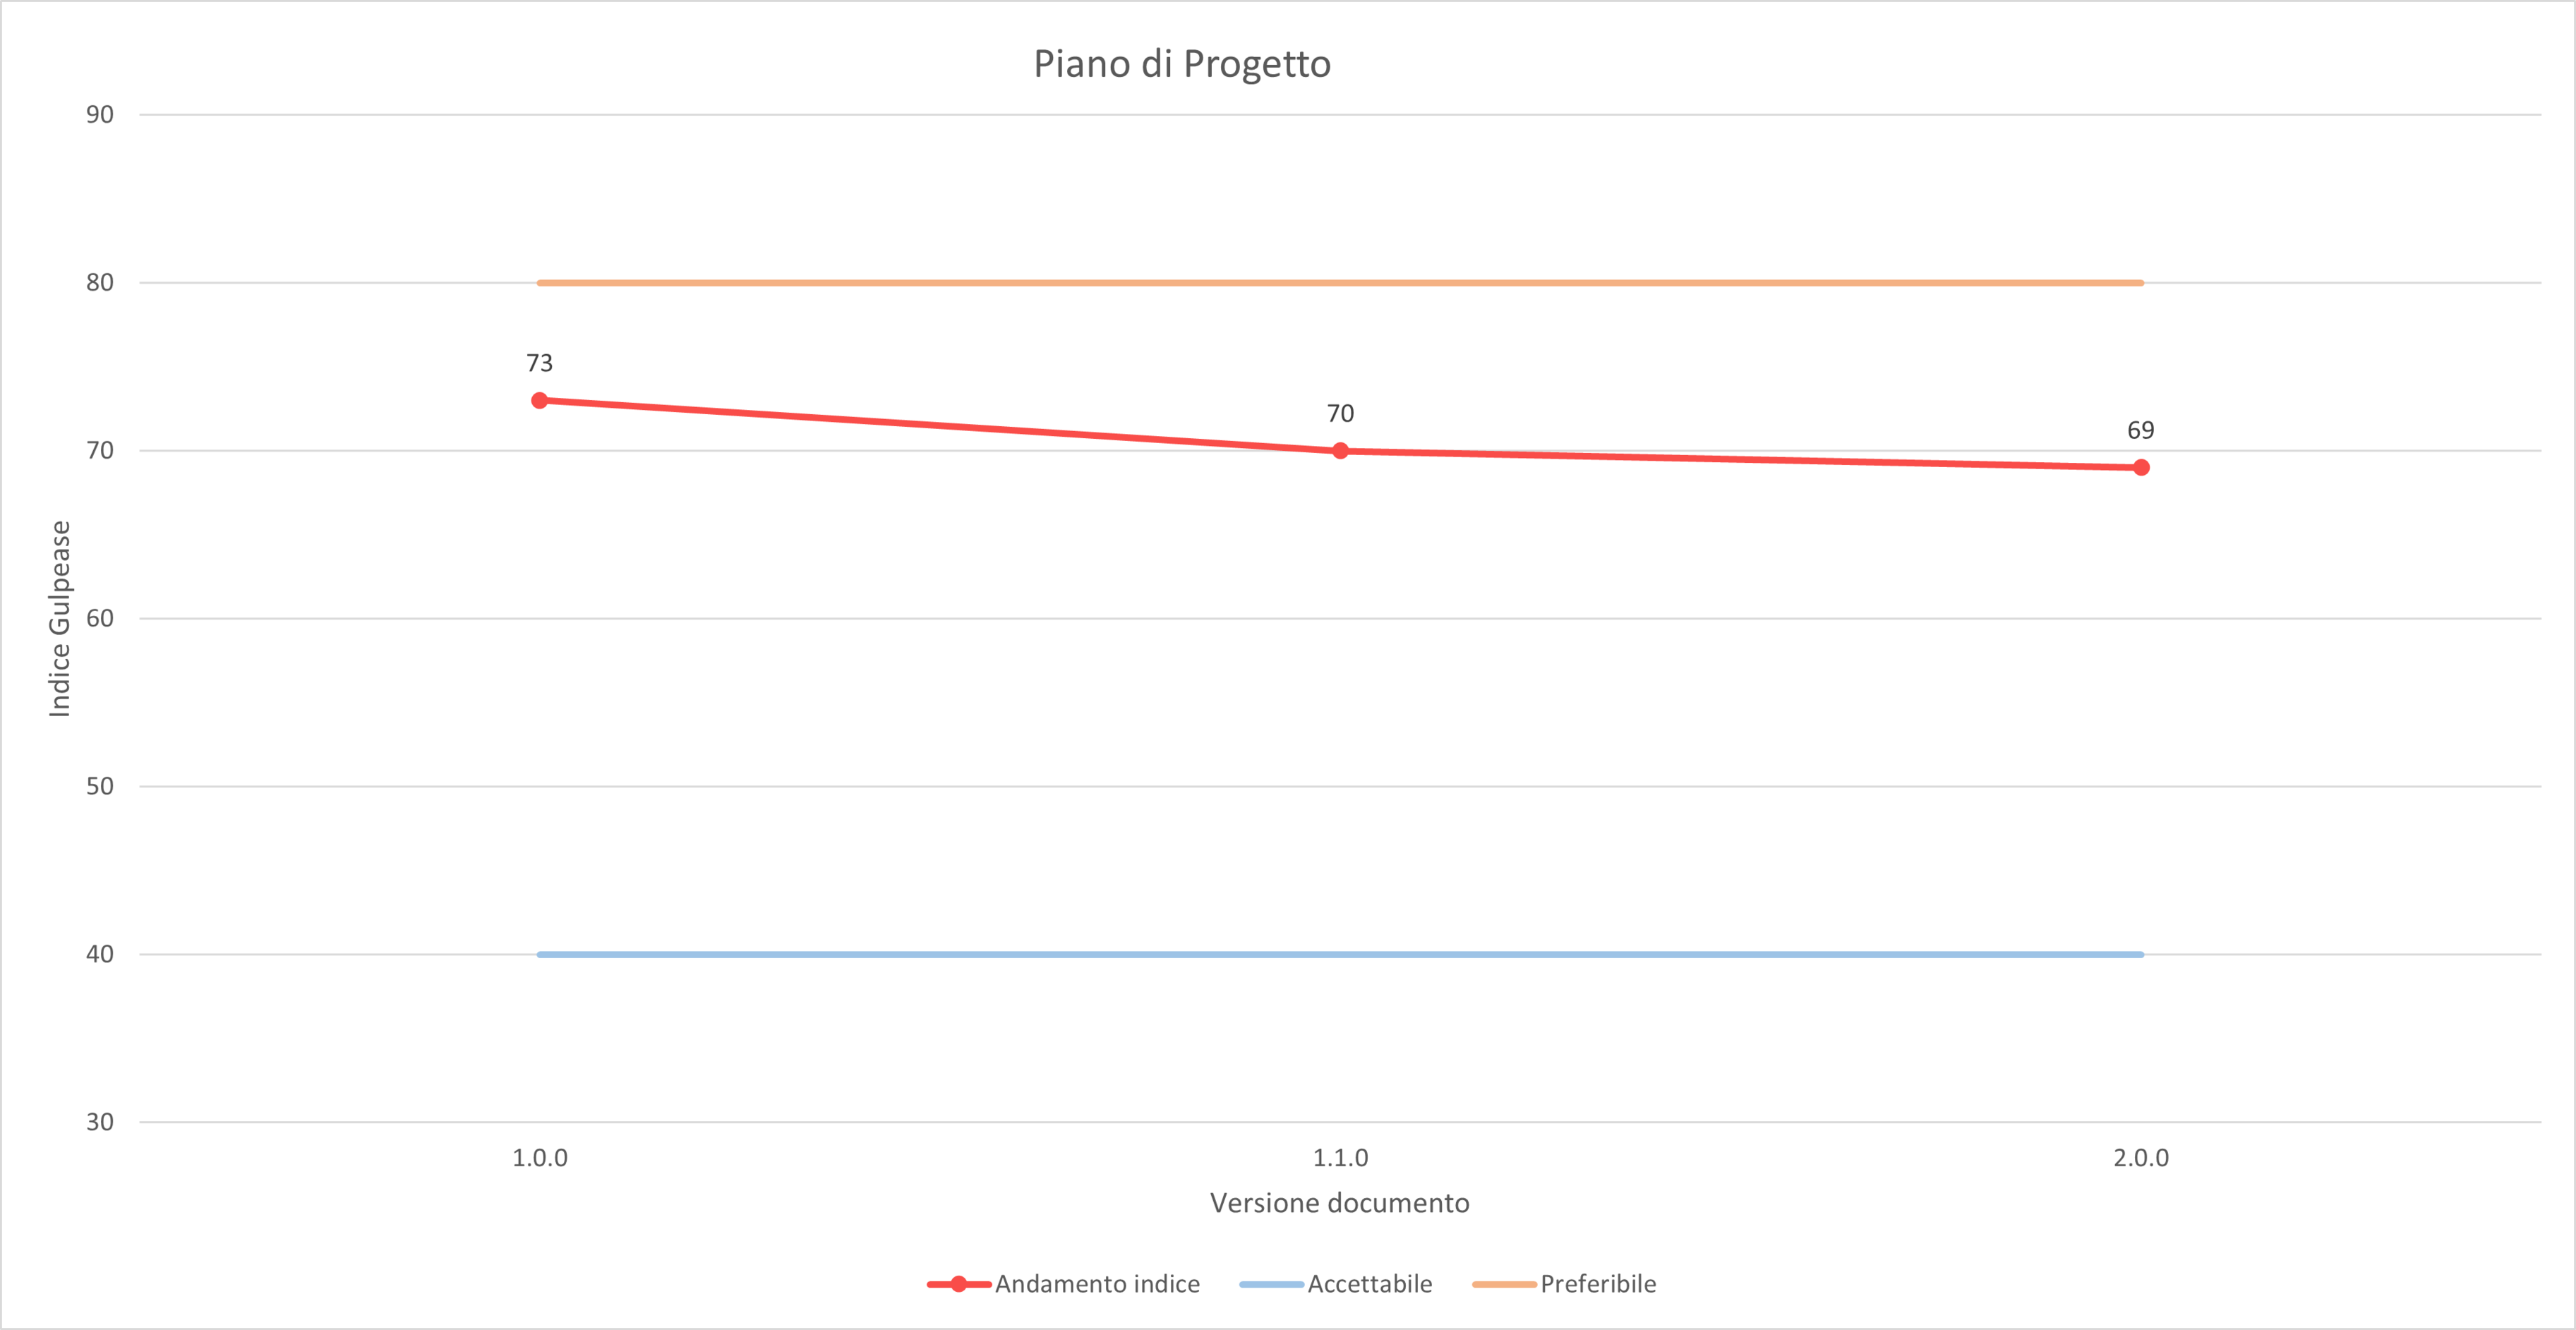 Piano di Progetto
90
80
73
70
69
70
60
50
40
30
Indice Gulpease
1.0.0
1.1.0
2.0.0
Versione documento
Andamento indice
Accettabile
Preferibile